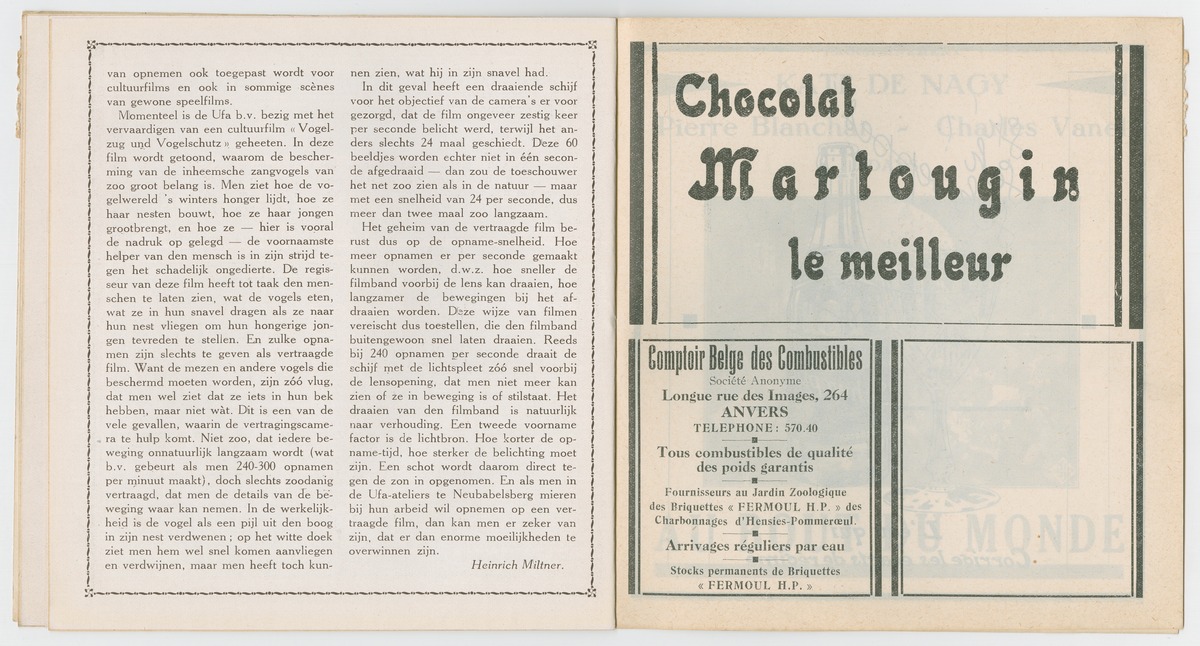 van opnemen ook toegepast wordt voor
cultuurfilms en ook in sommige scènes
van gewone speelfilms.
Momenteel is de Ufa b.v. bezig met het
vervaardigen van een cultuurfilm « Vogel-
zug und Vogelschutz » geheeten. In deze
film wordt getoond, waarom de bescher-
ming van de inheemsche zangvogels van
zoo groot belang is. Men ziet hoe de vo-
gelwereld 's winters honger lijdt, hoe ze
haar nesten bouwt, hoe ze haar jongen
grootbrengt, en hoe ze — hier is vooral
de nadruk op gelegd — de voornaamste
helper van den mensch is in zijn strijd te-
gen het schadelijk ongedierte. De regis-
seur van deze film heeft tot taak den men-
schen te laten zien, wat de vogels eten,
wat ze in hun snavel dragen als ze naar
hun nest vliegen om hun hongerige jon-
gen tevreden te stellen. En zulke opna-
men zijn slechts te geven als vertraagde
film. Want de mezen en andere vogels die
beschermd moeten worden, zijn zóó vlug,
dat men wel ziet dat ze iets in hun bek
hebben, maar niet wàt. Dit is een van de
vele gevallen, waarin de vertragingscame-
ra te hulp komt. Niet zoo, dat iedere be-
weging onnatuurlijk langzaam wordt (wat
b.v. gebeurt als men 240-300 opnamen
per minuut maakt), doch slechts zoodanig
vertraagd, dat men de details van de be-
weging waar kan nemen. In de werkelijk-
heid is de vogel als een pijl uit den boog
in zijn nest verdwenen ; op het witte doek
ziet men hem wel snel komen aanvliegen
en verdwijnen, maar men heeft toch kun-
nen zien, wat hij in zijn snavel had.
In dit geval heeft een draaiende schijf
voor het objectief van de camera's er voor
gezorgd, dat de film ongeveer zestig keer
per seconde belicht werd, terwijl het an-
ders slechts 24 maal geschiedt. Deze 60
beeldjes worden echter niet in één secon-
de afgedraaid — dan zou de toeschouwer
het net zoo zien als in de natuur — maar
met een snelheid van 24 per seconde, dus
meer dan twee maal zoo langzaam.
Het geheim van de vertraagde film be-
rust dus op de opname-snelheid. Hoe
meer opnamen er per seconde gemaakt
kunnen worden, d.w.z. hoe sneller de
filmband voorbij de lens kan draaien, hoe
langzamer de bewegingen bij het af-
draaien worden. Deze wijze van filmen
vereischt dus toestellen, die den filmband
buitengewoon snel laten draaien. Reeds
bij 240 opnamen per seconde draait de
schijf met de lichtspleet zóó snel voorbij
de lensopening, dat men niet meer kan
zien of ze in beweging is of stilstaat. Het
draaien van den filmband is natuurlijk
naar verhouding. Een tweede voorname
factor is de lichtbron. Hoe korter de op-
name-tijd, hoe sterker de belichting moet
zijn. Een schot wordt daarom direct te-
gen de zon in opgenomen. En als men in
de Ufa-ateliers te Neubabelsberg mieren
bij hun arbeid wil opnemen op een ver-
traagde film, dan kan men er zeker van
zijn, dat er dan enorme moeilijkheden te
overwinnen zijn.
Heinrich Miltner.
Chocolat
Martougin
le meilleur
Comptoir Belge des Combustibles
Société Anonyme
Longue rue des Images, 264
ANVERS
TELEPHONE : 570.40
Tous combustibles de qualité
des poids garantis
Fournisseurs au Jardin Zoologique
des Briquettes « FERMOUL H.P. » des
Charbonnages d'Hensies-Pommerœul.
Arrivages réguliers par eau
Stocks permanents de Briquettes
« FERMOUL H.P. »